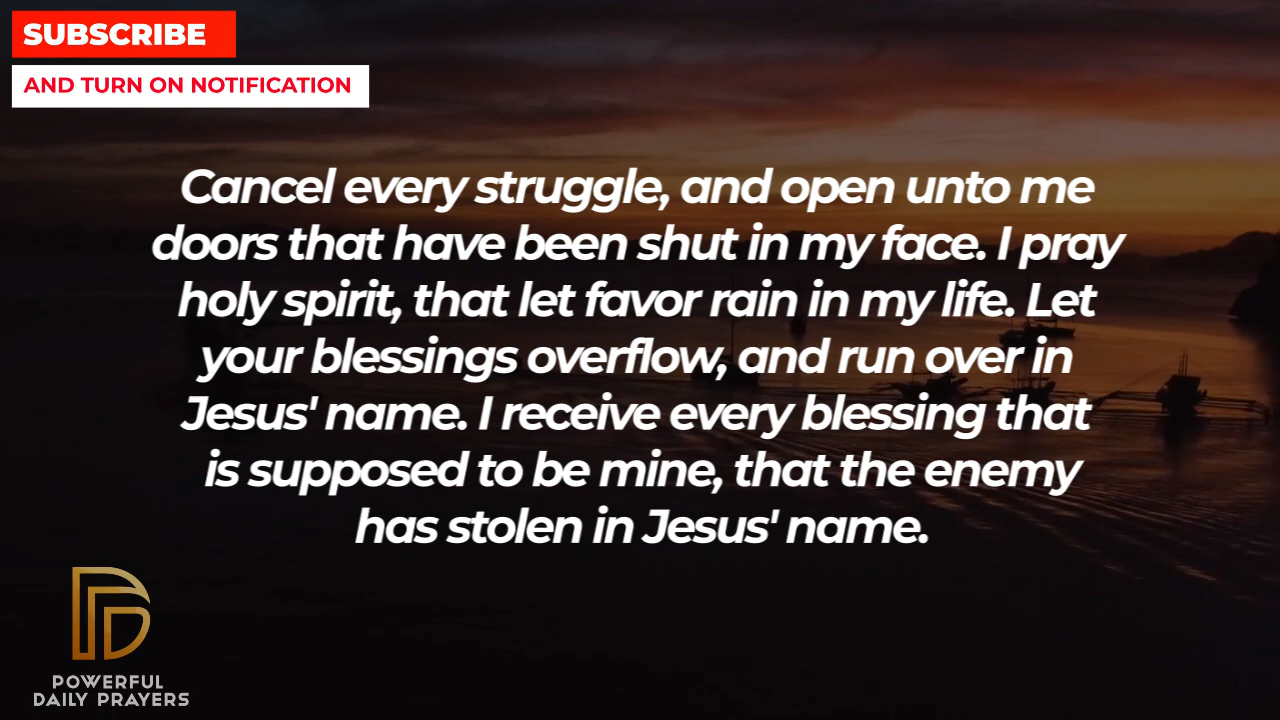 SUBSCRIBE
AND TURN ON NOTIFICATION
Cancel every struggle, and open unto me
doors that have been shut in my face. I pray
holy spirit, that let favor rain in my life. Let
your blessings overflow, and run over in
Jesus' name. I receive every blessing that
is supposed to be mine, that the enemy
has stolen in Jesus' name.
POWERFUL
DAILY PRAYERS